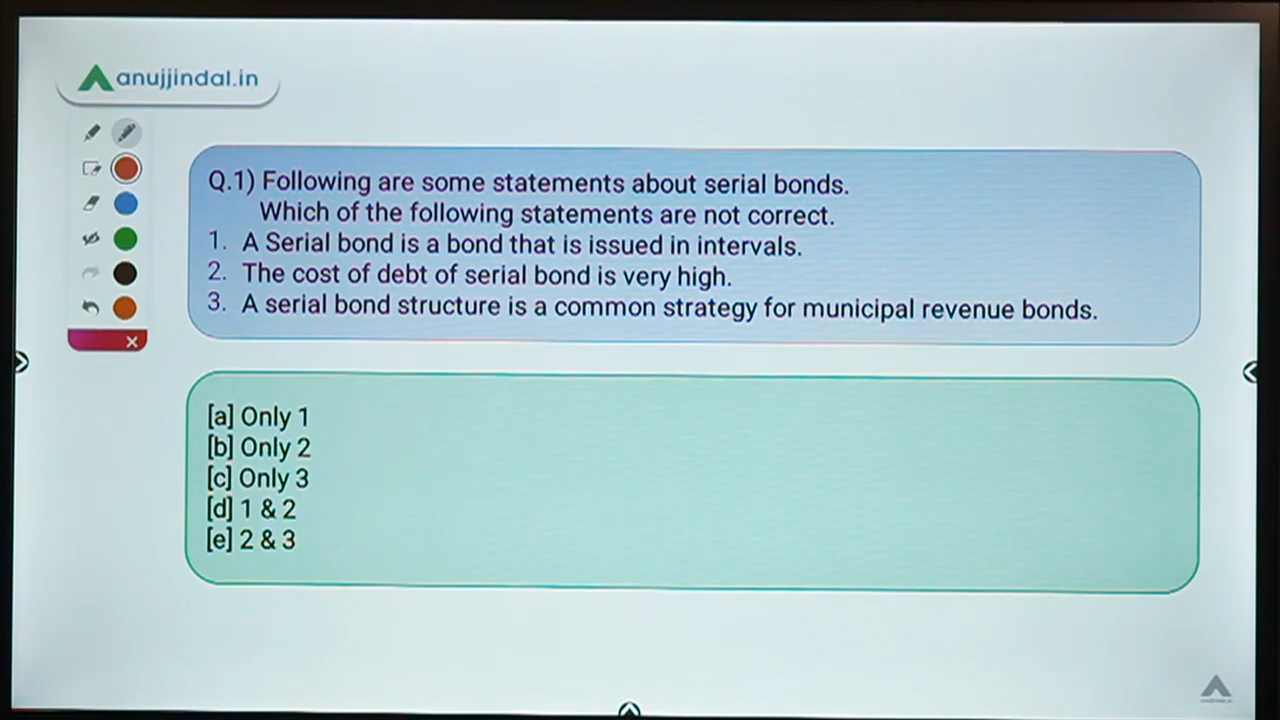 anujjindal.in
Q.1) Following are some statements about serial bonds.
Which of the following statements are not correct.
1. A Serial bond is a bond that is issued in intervals.
2. The cost of debt of serial bond is very high.
3. A serial bond structure is a common strategy for municipal revenue bonds.
[a] Only 1
[b] Only 2
[c] Only 3
[d] 1 & 2
[e] 2 & 3